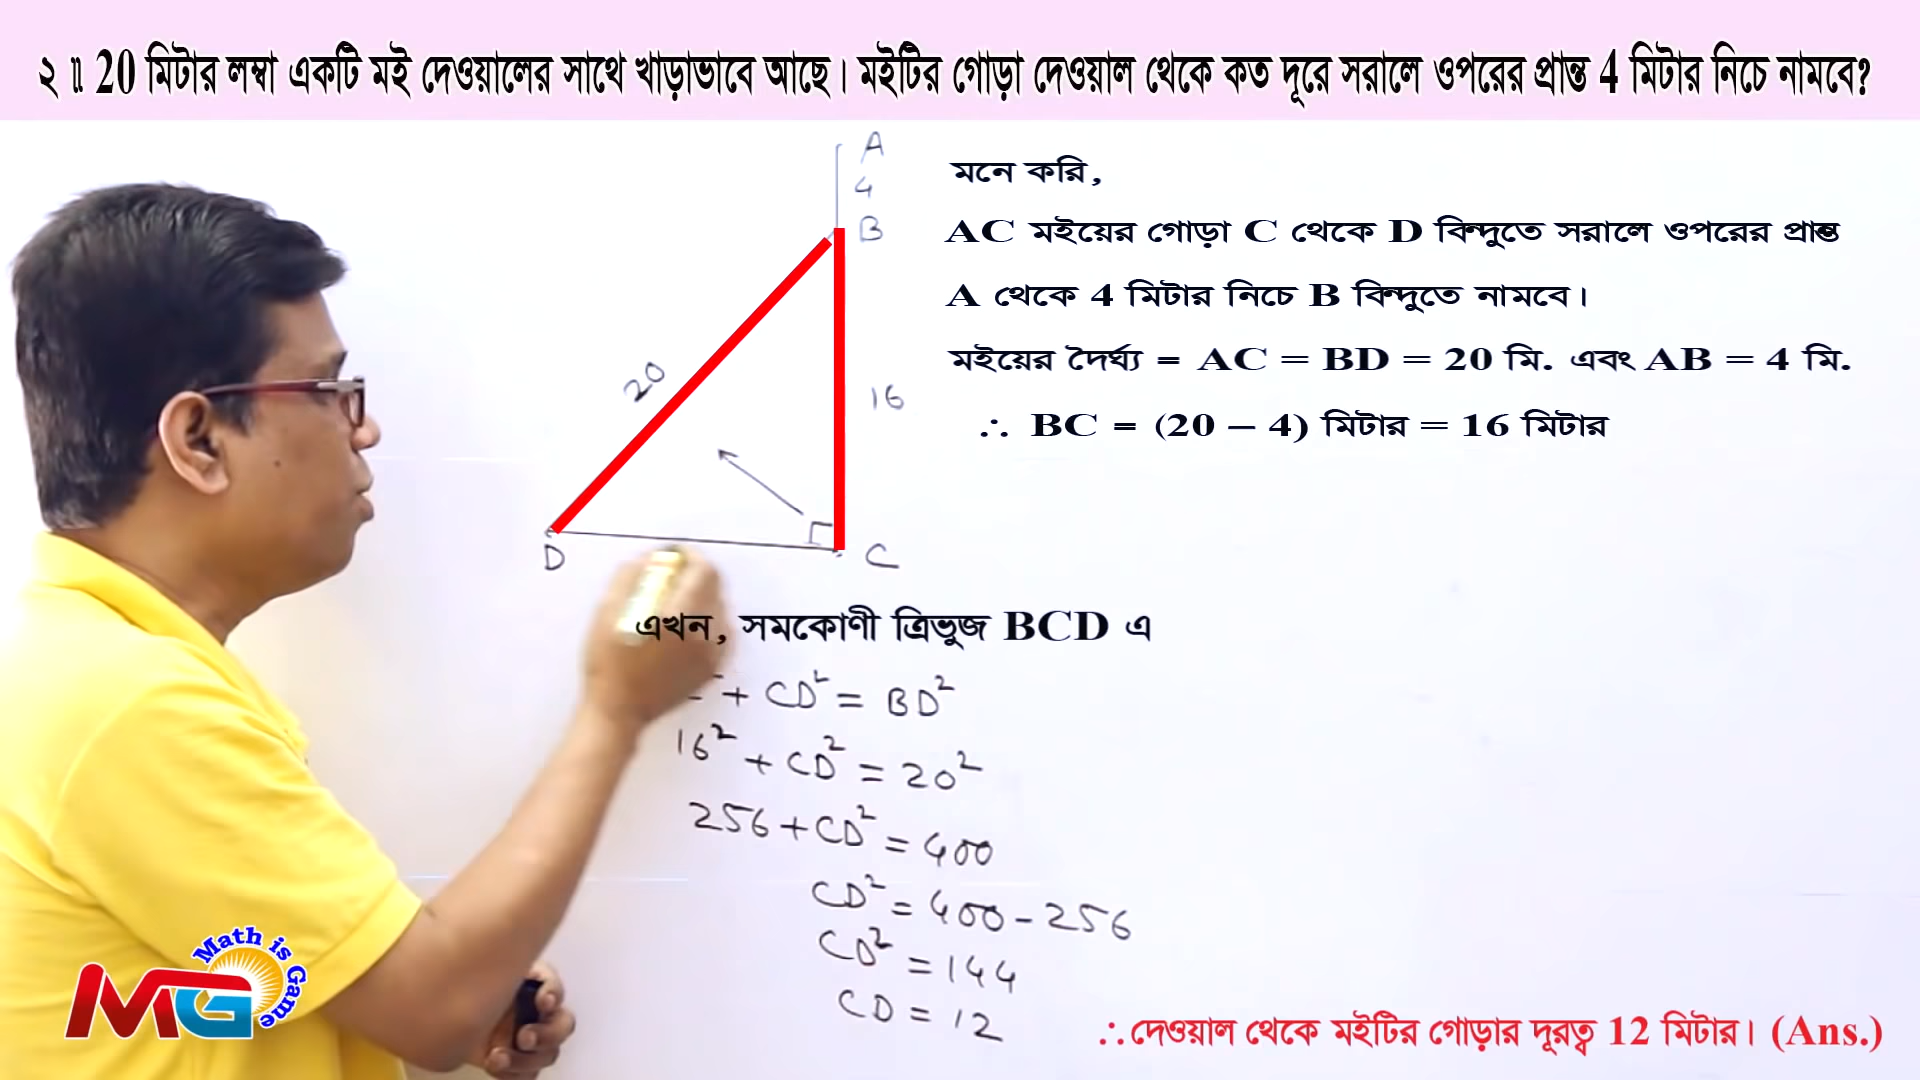 ২ ॥ 20 মিটার লম্বা একটি মই দেওয়ালের সাথে খাড়াভাবে আছে। মইটির গোড়া দেওয়াল থেকে কত দূরে সরালে ওপরের প্রান্ত 4 মিটার নিচে নামবে?
A
4
B
20
16
D
C
মনে করি,
AC মইয়ের গোড়া C থেকে D বিন্দুতে সরালে ওপরের প্রান্ত
A থেকে 4 মিটার নিচে B বিন্দুতে নামবে।
মইয়ের দৈর্ঘ্য = AC = BD = 20 মি. এবং AB = 4 মি.
∴ BC = (20 – 4) মিটার = 16 মিটার
এখন, সমকোণী ত্রিভুজ BCD এ
+ CD² = BD²
16² + CD² = 20²
256 + CD² = 400
CD² = 400 - 256
CD² = 144
CD = 12
∴ দেওয়াল থেকে মইটির গোড়ার দূরত্ব 12 মিটার। (Ans.)
Math is Game
MG